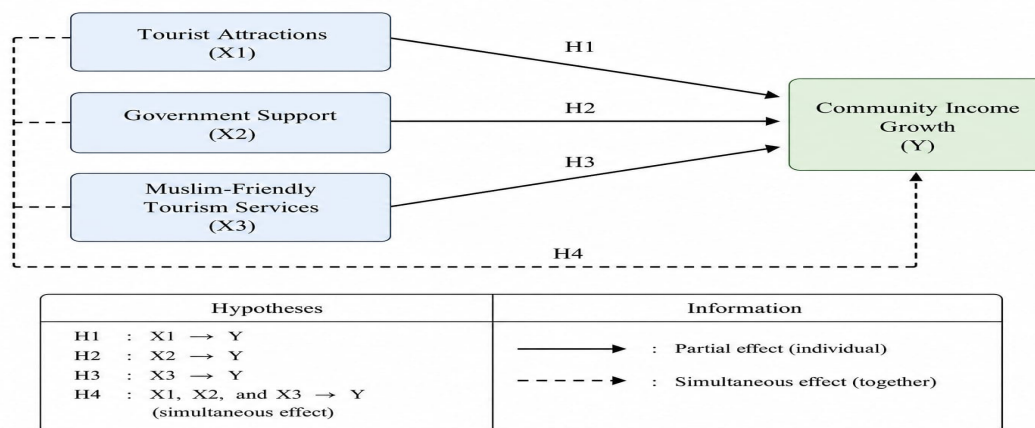 Tourist Attractions
(X1)
H1
Government Support
(X2)
H2
Community Income
Growth
(Y)
Muslim-Friendly
Tourism Services
(X3)
H3
H4
Hypotheses
H1 : X1 → Y
H2 : X2 → Y
H3 : X3 → Y
H4 : X1, X2, and X3 → Y
(simultaneous effect)
Information
: Partial effect (individual)
: Simultaneous effect (together)